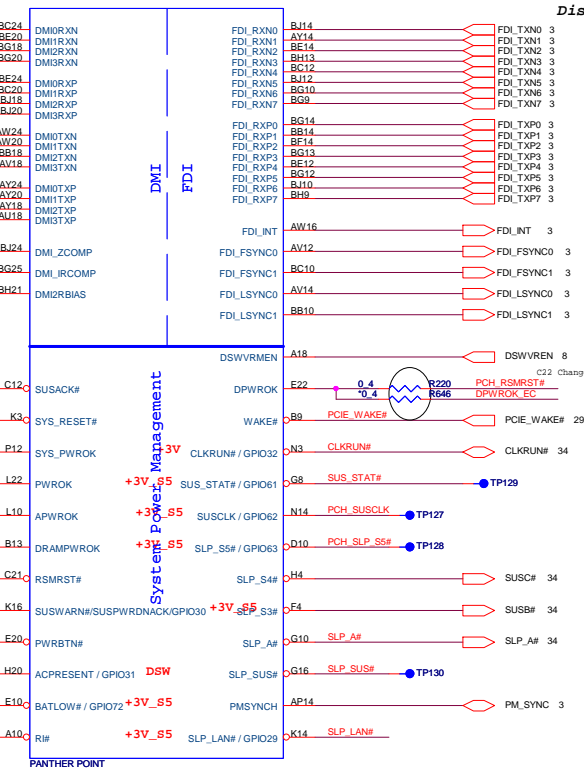 Dis
BC24 DMI0RXN FDI_RXN0 BJ14 FDI_TXN0 3
BE20 DMI1RXN FDI_RXN1 AY14 FDI_TXN1 3
BG18 DMI2RXN FDI_RXN2 BE14 FDI_TXN2 3
BG20 DMI3RXN FDI_RXN3 BH13 FDI_TXN3 3
FDI_RXN4 BC12 FDI_TXN4 3
BE24 DMI0RXP FDI_RXN5 BJ12 FDI_TXN5 3
BC20 DMI1RXP FDI_RXN6 BG10 FDI_TXN6 3
BJ18 DMI2RXP FDI_RXN7 BG9 FDI_TXN7 3
BJ20 DMI3RXP
FDI_RXP0 BG14 FDI_TXP0 3
AW24 DMI0TXN FDI_RXP1 BB14 FDI_TXP1 3
AW20 DMI1TXN FDI_RXP2 BF14 FDI_TXP2 3
BB18 DMI2TXN FDI_RXP3 BG13 FDI_TXP3 3
AV18 DMI3TXN FDI_RXP4 BE12 FDI_TXP4 3
FDI_RXP5 BG12 FDI_TXP5 3
AY24 DMI0TXP FDI_RXP6 BJ10 FDI_TXP6 3
AY20 DMI1TXP FDI_RXP7 BH9 FDI_TXP7 3
AY18 DMI2TXP
AU18 DMI3TXP
DMI
FDI
FDI_INT AW16 FDI_INT 3
BJ24 DMI_ZCOMP FDI_FSYNC0 AV12 FDI_FSYNC0 3
BG25 DMI_IRCOMP FDI_FSYNC1 BC10 FDI_FSYNC1 3
BH21 DMI2RBIAS FDI_LSYNC0 AV14 FDI_LSYNC0 3
FDI_LSYNC1 BB10 FDI_LSYNC1 3
System Power Management
DSWVRMEN A18 DSWVREN 8
C22 Chang
C12 SUSACK# DPWROK E22 0_4 R220 PCH_RSMRST#
*0_4 R646 DPWROK_EC
K3 SYS_RESET# WAKE# B9 PCIE_WAKE# PCIE_WAKE# 29
P12 SYS_PWROK +3V CLKRUN# / GPIO32 N3 CLKRUN# CLKRUN# 34
L22 PWROK +3V_S5 SUS_STAT# / GPIO61 G8 SUS_STAT# TP129
L10 APWROK +3V_S5 SUSCLK / GPIO62 N14 PCH_SUSCLK TP127
B13 DRAMPWROK +3V_S5 SLP_S5# / GPIO63 D10 PCH_SLP_S5# TP128
C21 RSMRST# SLP_S4# H4 SUSC# 34
K16 SUSWARN#/SUSPWRDNACK/GPIO30 +3V_S5 SLP_S3# F4 SUSB# 34
E20 PWRBTN# SLP_A# G10 SLP_A# SLP_A# 34
H20 ACPRESENT / GPIO31 DSW SLP_SUS# G16 SLP_SUS# TP130
E10 BATLOW# / GPIO72 +3V_S5 PMSYNCH AP14 PM_SYNC 3
A10 RI# +3V_S5 SLP_LAN# / GPIO29 K14 SLP_LAN#
PANTHER POINT